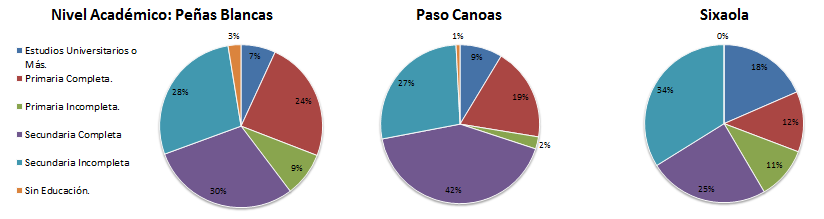 Nivel Académico: Peñas Blancas
Estudios Universitarios o
Más.
Primaria Completa.
Primaria Incompleta.
Secundaria Completa
Secundaria Incompleta
Sin Educación.
3%
7%
24%
9%
30%
28%
Paso Canoas
1%
9%
19%
2%
42%
27%
Sixaola
0%
18%
12%
11%
25%
34%